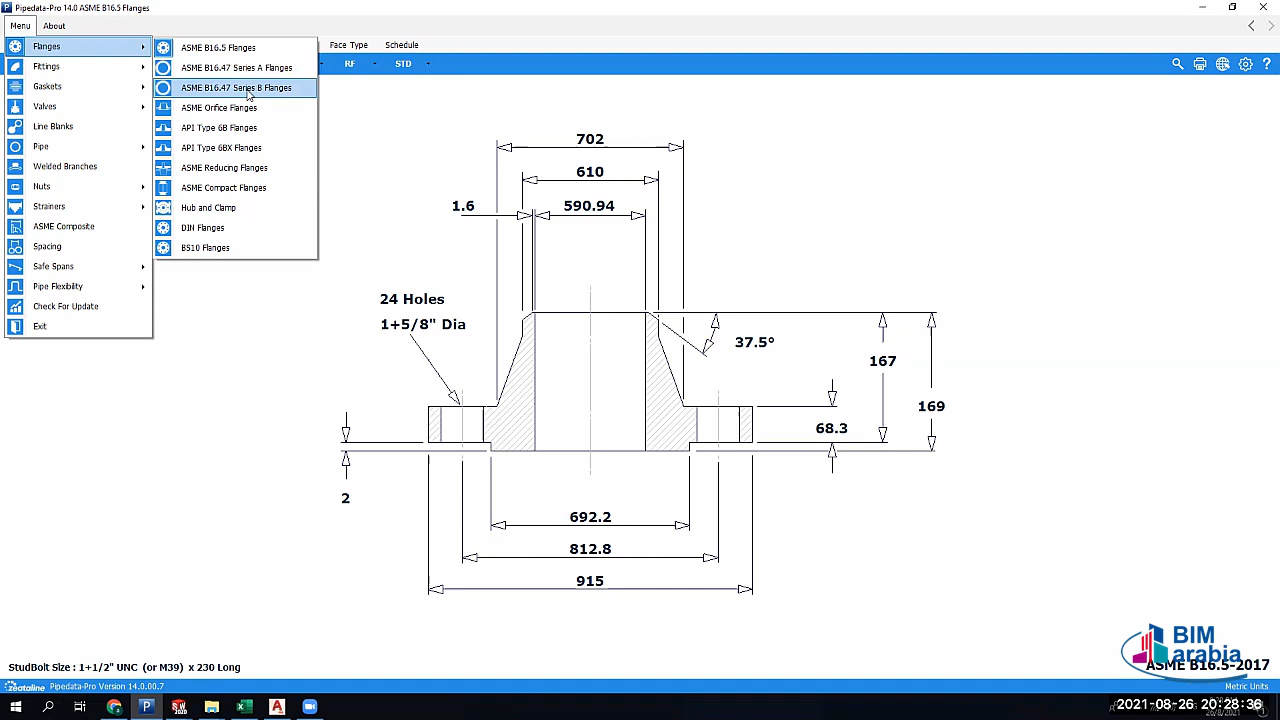 Pipedata-Pro 14.0 ASME B16.5 Flanges
Menu About
Face Type Schedule
RF STD
Flanges
Fittings
Gaskets
Valves
Line Blanks
Pipe
Welded Branches
Nuts
Strainers
ASME Composite
Spacing
Safe Spans
Pipe Flexibility
Check For Update
Exit
ASME B16.5 Flanges
ASME B16.47 Series A Flanges
ASME B16.47 Series B Flanges
ASME Orifice Flanges
API Type 6B Flanges
API Type 6BX Flanges
ASME Reducing Flanges
ASME Compact Flanges
Hub and Clamp
DIN Flanges
BS10 Flanges
702
610
1.6 590.94
24 Holes
1+5/8" Dia
37.5°
167
169
68.3
2
692.2
812.8
915
StudBolt Size : 1+1/2" UNC (or M39) x 230 Long
BIM
arabia
ASME B16.5-2017
zeataline Pipedata-Pro Version 14.0.00.7 Metric Units
2021-08-26 20:28:36